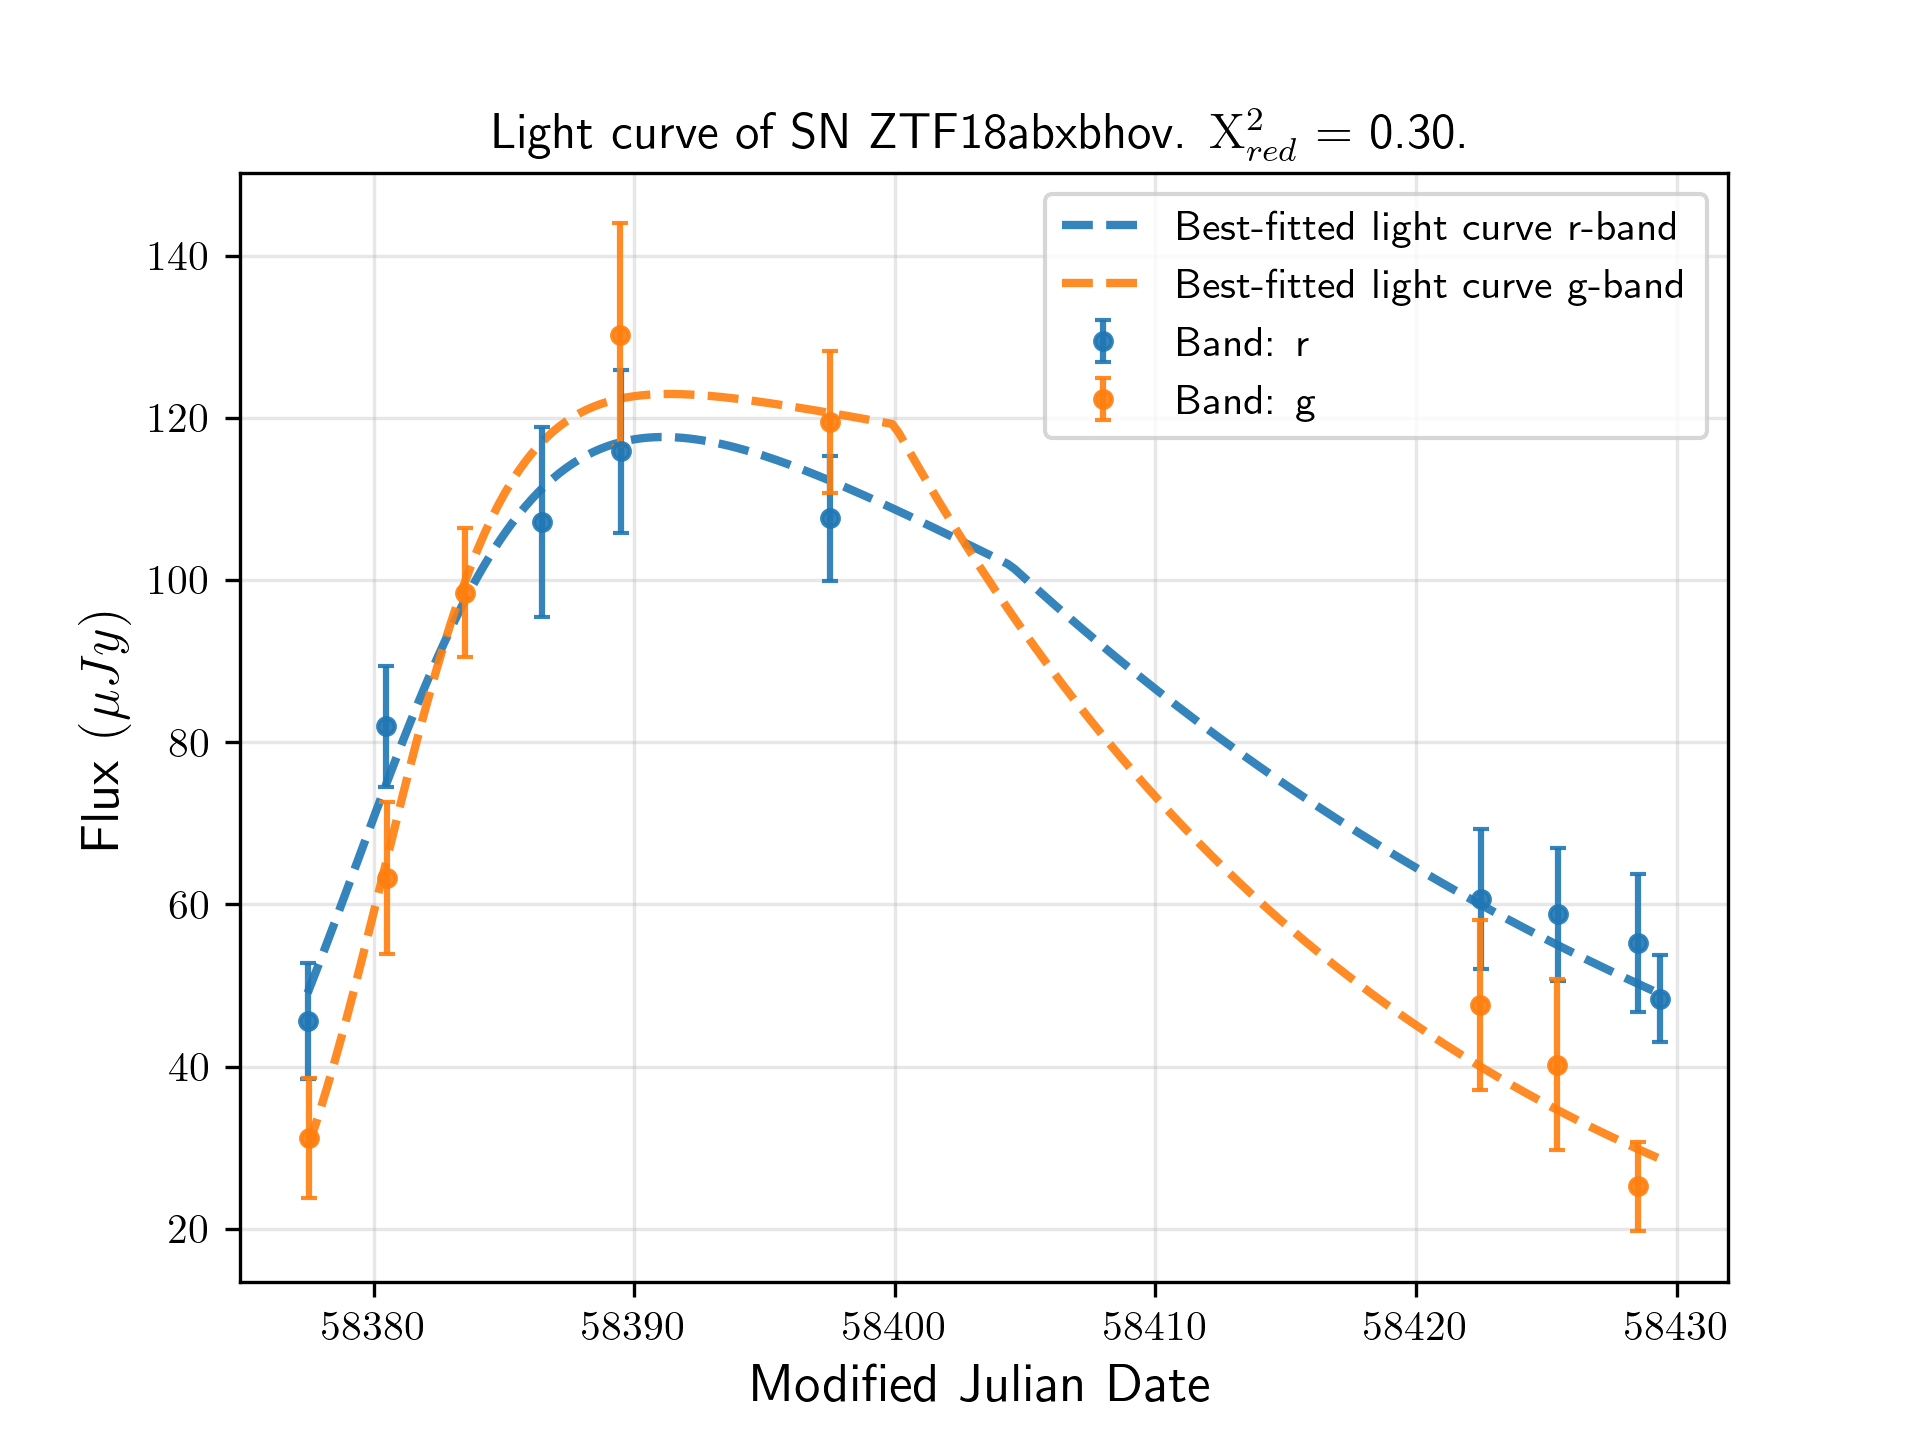 Light curve of SN ZTF18abxbhov. X²red = 0.30.
Best-fitted light curve r-band
Best-fitted light curve g-band
Band: r
Band: g
Flux (μJy)
140
120
100
80
60
40
20
58380 58390 58400 58410 58420 58430
Modified Julian Date